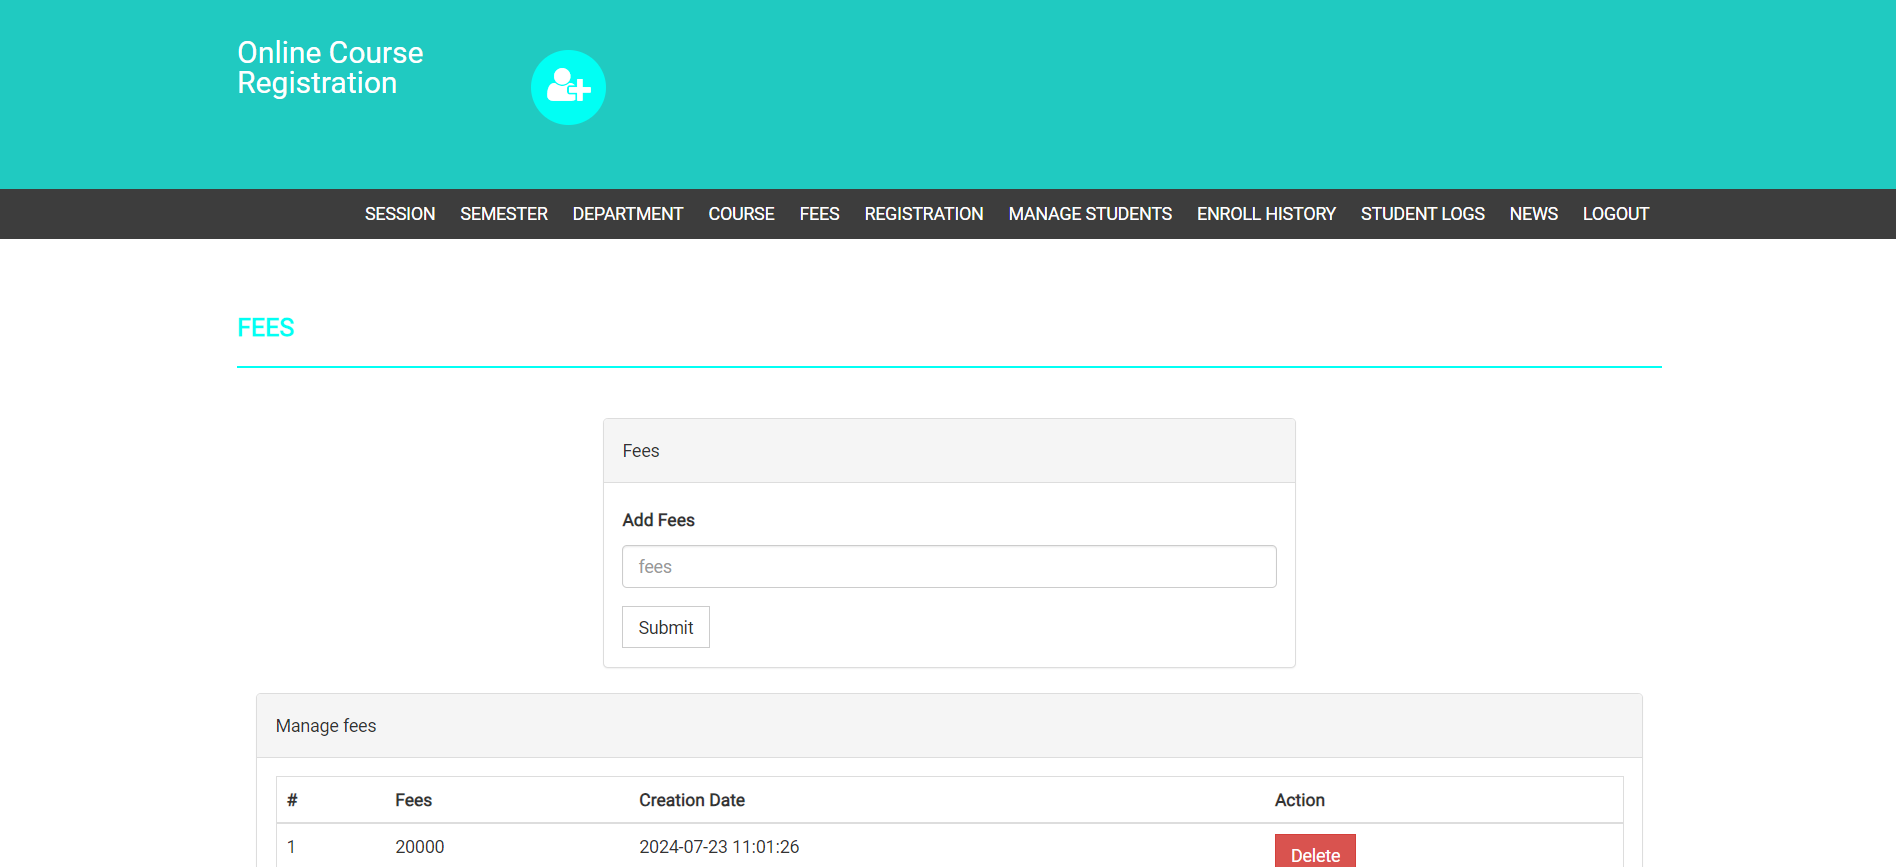 Online Course
Registration
SESSION SEMESTER DEPARTMENT COURSE FEES REGISTRATION MANAGE STUDENTS ENROLL HISTORY STUDENT LOGS NEWS LOGOUT
FEES
Fees
Add Fees
fees
Submit
Manage fees
# Fees Creation Date Action
1 20000 2024-07-23 11:01:26 Delete